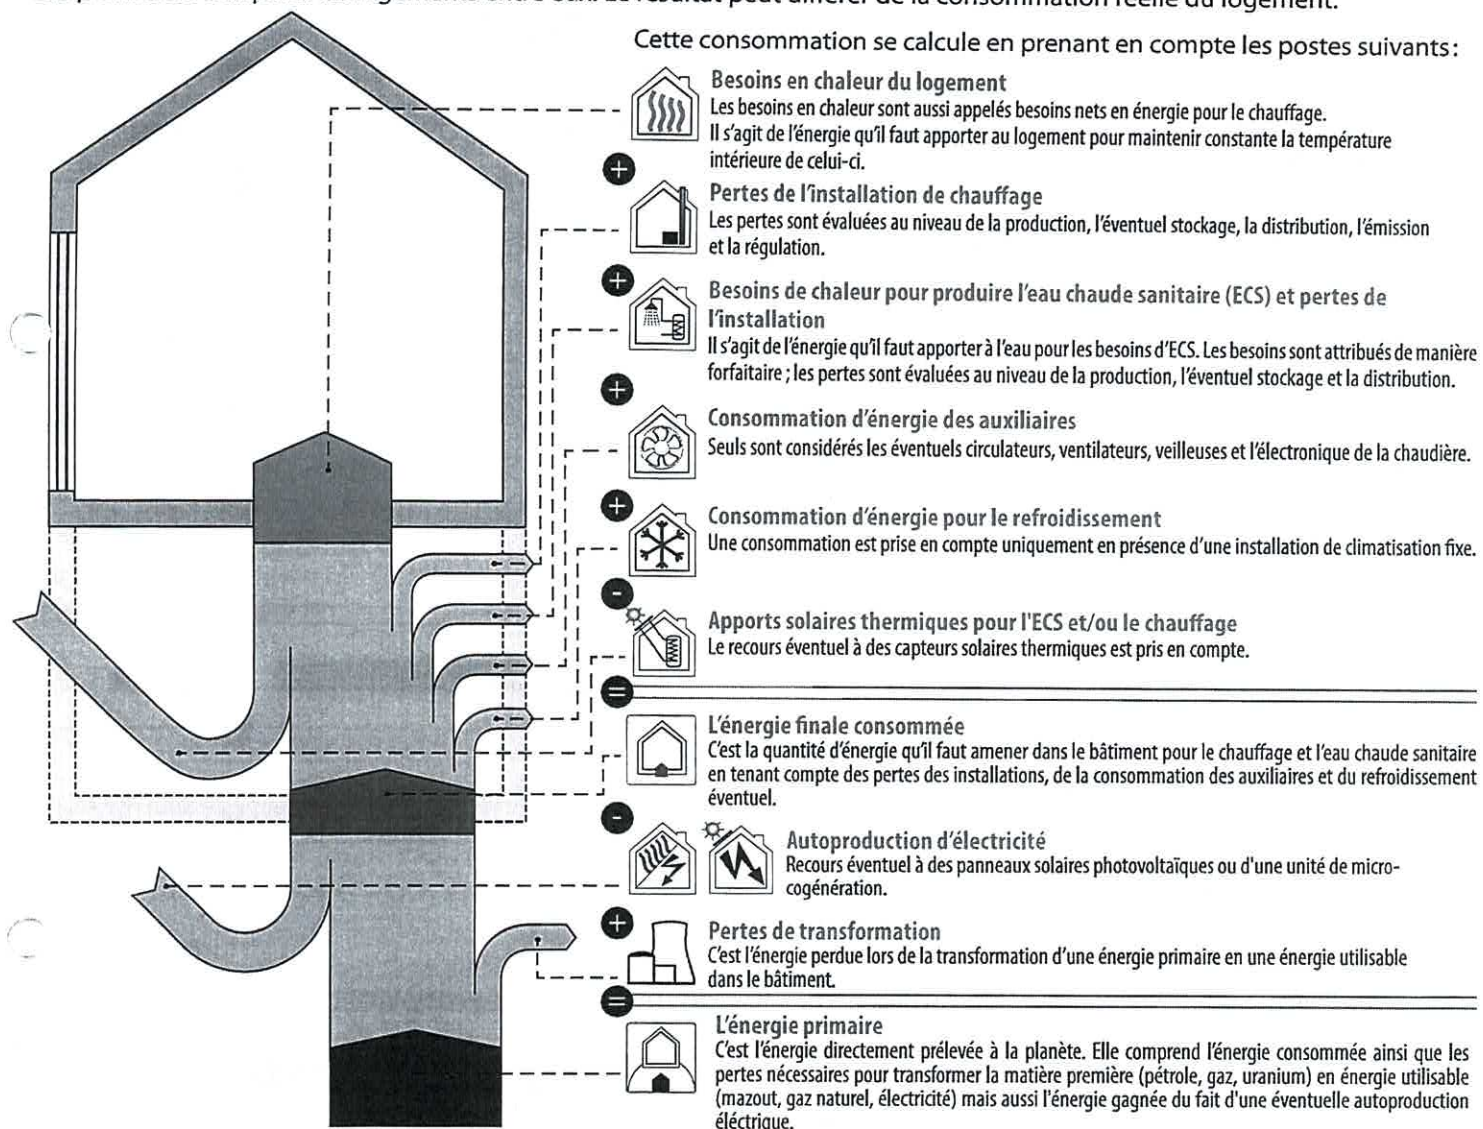 Cette consommation se calcule en prenant en compte les postes suivants :
Besoins en chaleur du logement
Les besoins en chaleur sont aussi appelés besoins nets en énergie pour le chauffage.
Il s'agit de l'énergie qu'il faut apporter au logement pour maintenir constante la température
intérieure de celui-ci.
+
Pertes de l'installation de chauffage
Les pertes sont évaluées au niveau de la production, l'éventuel stockage, la distribution, l'émission
et la régulation.
+
Besoins de chaleur pour produire l'eau chaude sanitaire (ECS) et pertes de
l'installation
Il s'agit de l'énergie qu'il faut apporter à l'eau pour les besoins d'ECS. Les besoins sont attribués de manière
forfaitaire ; les pertes sont évaluées au niveau de la production, l'éventuel stockage et la distribution.
+
Consommation d'énergie des auxiliaires
Seuls sont considérés les éventuels circulateurs, ventilateurs, veilleuses et l'électronique de la chaudière.
+
Consommation d'énergie pour le refroidissement
Une consommation est prise en compte uniquement en présence d'une installation de climatisation fixe.
-
Apports solaires thermiques pour l'ECS et/ou le chauffage
Le recours éventuel à des capteurs solaires thermiques est pris en compte.
=
L'énergie finale consommée
C'est la quantité d'énergie qu'il faut amener dans le bâtiment pour le chauffage et l'eau chaude sanitaire
en tenant compte des pertes des installations, de la consommation des auxiliaires et du refroidissement
éventuel.
-
Autoproduction d'électricité
Recours éventuel à des panneaux solaires photovoltaïques ou d'une unité de micro-
cogénération.
+
Pertes de transformation
C'est l'énergie perdue lors de la transformation d'une énergie primaire en une énergie utilisable
dans le bâtiment.
=
L'énergie primaire
C'est l'énergie directement prélevée à la planète. Elle comprend l'énergie consommée ainsi que les
pertes nécessaires pour transformer la matière première (pétrole, gaz, uranium) en énergie utilisable
(mazout, gaz naturel, électricité) mais aussi l'énergie gagnée du fait d'une éventuelle autoproduction
éléctrique.